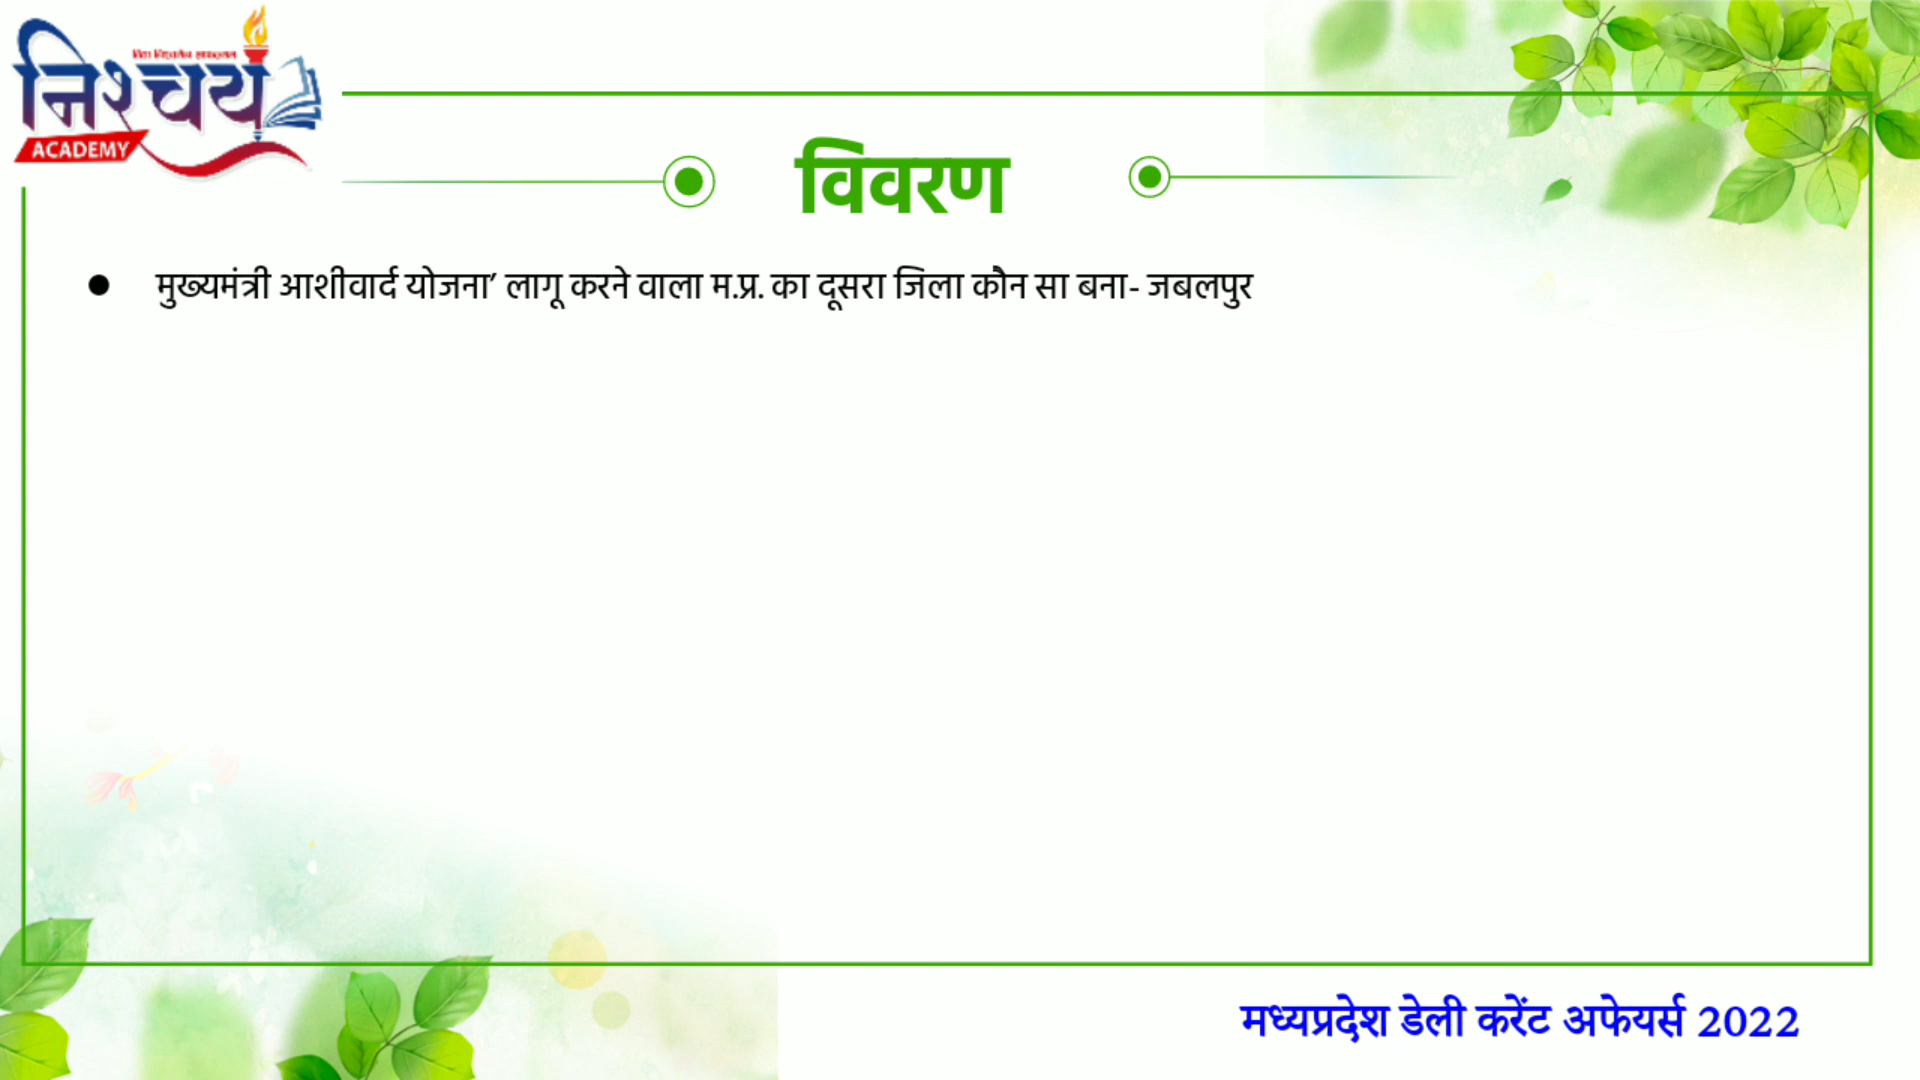 निश्चय
ACADEMY
विवरण
● मुख्यमंत्री आशीवार्द योजना’ लागू करने वाला म.प्र. का दूसरा जिला कौन सा बना- जबलपुर
मध्यप्रदेश डेली करेंट अफेयर्स 2022